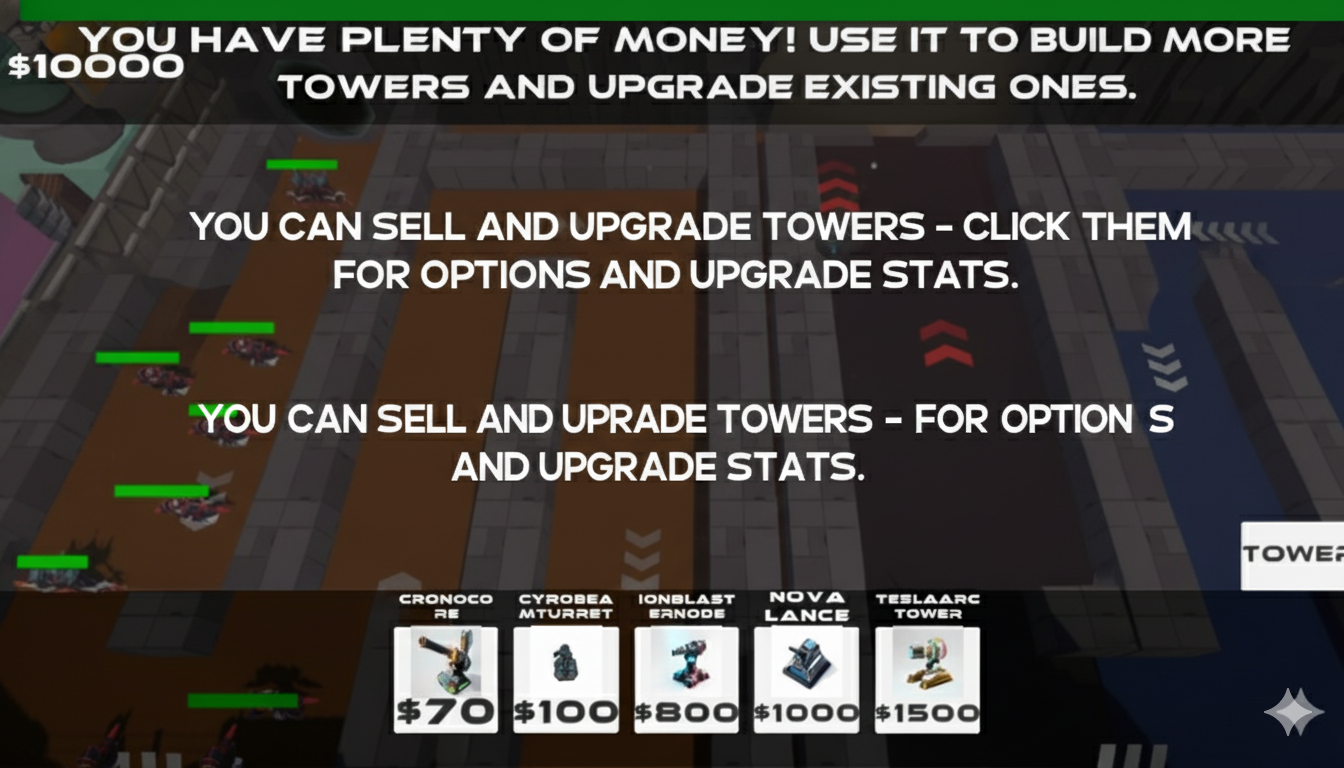 YOU HAVE PLENTY OF MONEY! USE IT TO BUILD MORE
$10000
TOWERS AND UPGRADE EXISTING ONES.
YOU CAN SELL AND UPGRADE TOWERS - CLICK THEM
FOR OPTIONS AND UPGRADE STATS.
YOU CAN SELL AND UPRADE TOWERS - FOR OPTION S
AND UPGRADE STATS.
TOWER
CRONOCO
RE
$70
CYROBEA
MTURRET
$100
IONBLAST
ERNODE
$800
NOVA
LANCE
$1000
TESLAARC
TOWER
$1500